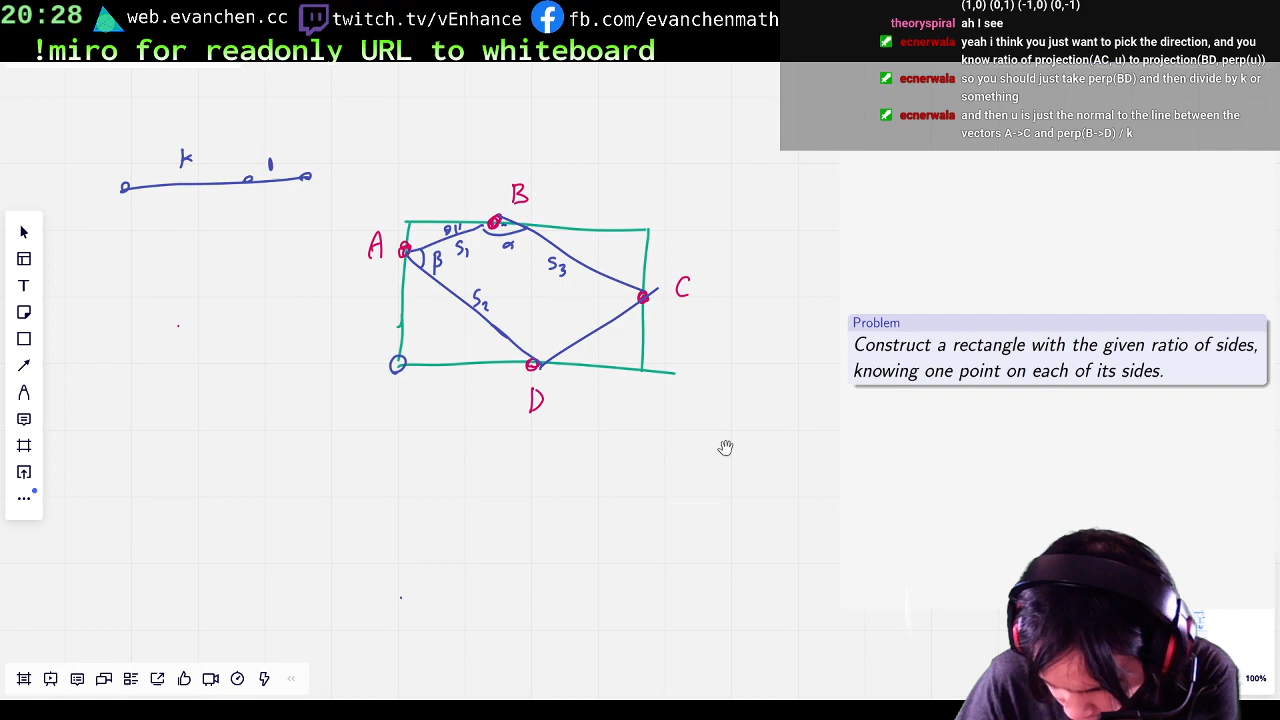 20:28 web.evanchen.cc twitch.tv/vEnhance fb.com/evanchenmath
!miro for readonly URL to whiteboard
(1,0) (0,1) (-1,0) (0,-1)
theoryspiral ah I see
ecnerwala yeah i think you just want to pick the direction, and you
know ratio of projection(AC, u) to projection(BD, perp(u))
ecnerwala so you should just take perp(BD) and then divide by k or
something
ecnerwala and then u is just the normal to the line between the
vectors A->C and perp(B->D) / k
k 1
B
A
S₁
α
β
S₃
S₂
C
D
Problem
Construct a rectangle with the given ratio of sides,
knowing one point on each of its sides.
100%